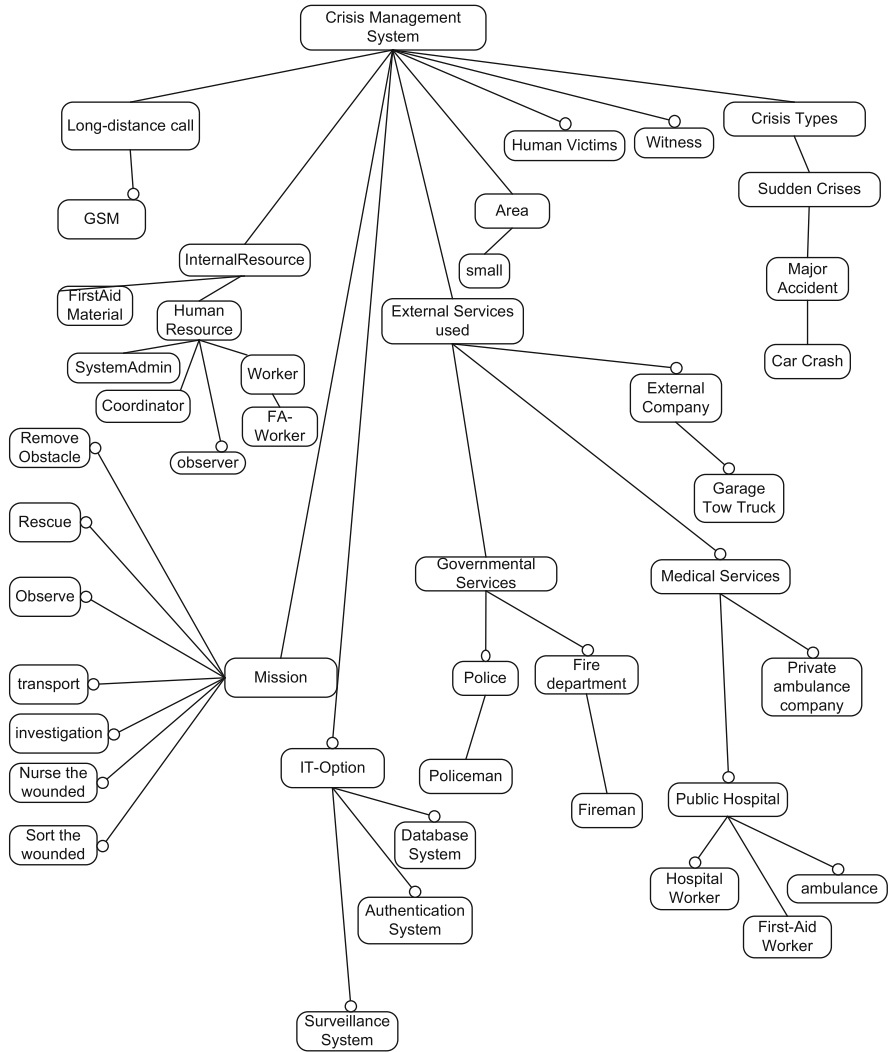 Crisis Management
System
Long-distance call
Human Victims
Witness
Crisis Types
GSM
Area
Sudden Crises
InternalResource
small
FirstAid
Material
Human
Resource
External Services
used
Major
Accident
SystemAdmin
Worker
Car Crash
Coordinator
External
Company
FA-
Worker
Remove
Obstacle
observer
Garage
Tow Truck
Rescue
Governmental
Services
Medical Services
Observe
transport
Mission
Police
Fire
department
Private
ambulance
company
investigation
Nurse the
wounded
IT-Option
Policeman
Fireman
Public Hospital
Sort the
wounded
Database
System
Hospital
Worker
ambulance
Authentication
System
First-Aid
Worker
Surveillance
System